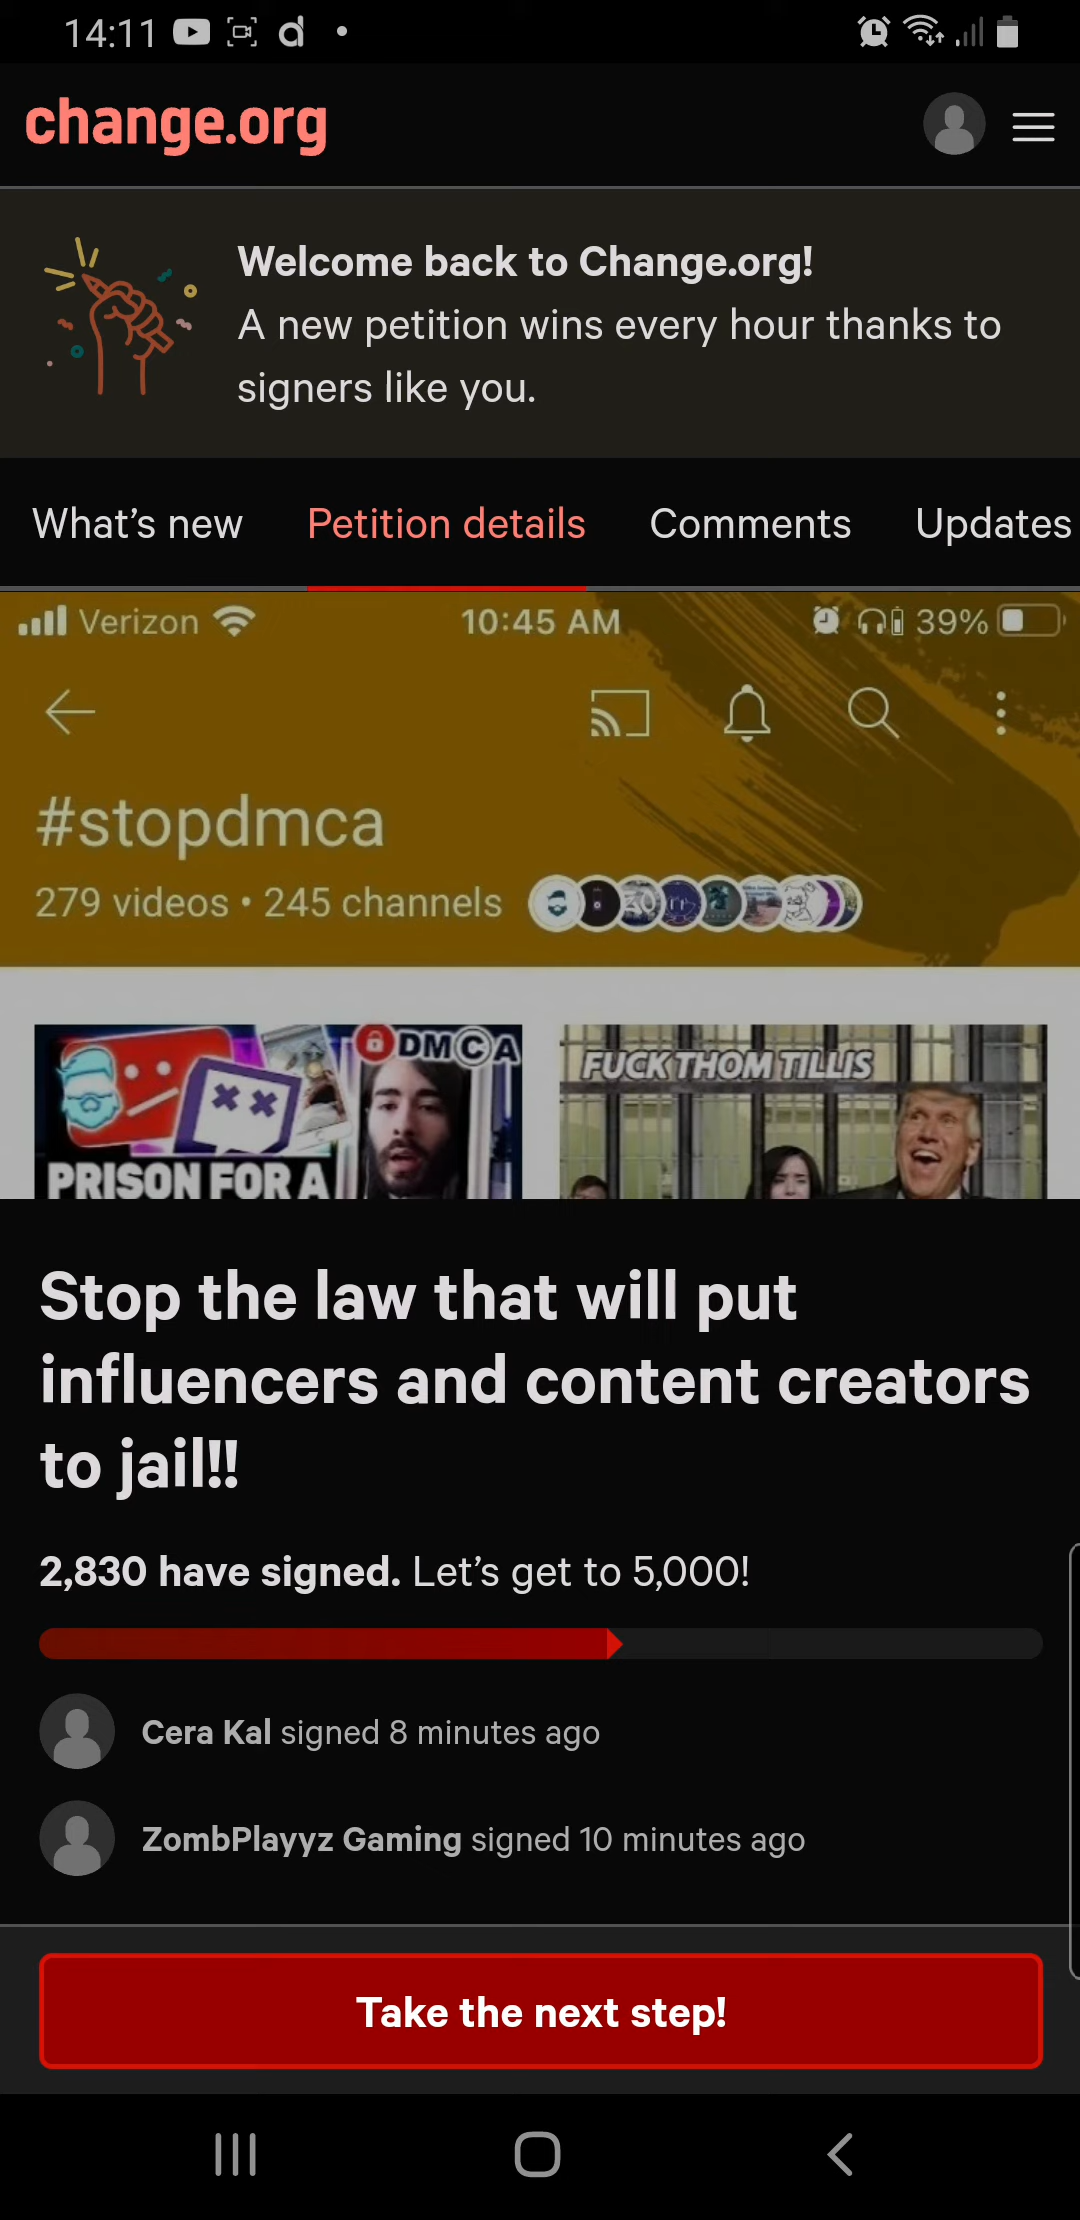 14:11
change.org
Welcome back to Change.org!
A new petition wins every hour thanks to
signers like you.
What's new Petition details Comments Updates
Verizon 10:45 AM 39%
#stopdmca
279 videos • 245 channels
DMCA
PRISON FOR A
FUCK THOM TILLIS
Stop the law that will put
influencers and content creators
to jail!!
2,830 have signed. Let's get to 5,000!
Cera Kal signed 8 minutes ago
ZombPlayyz Gaming signed 10 minutes ago
Take the next step!